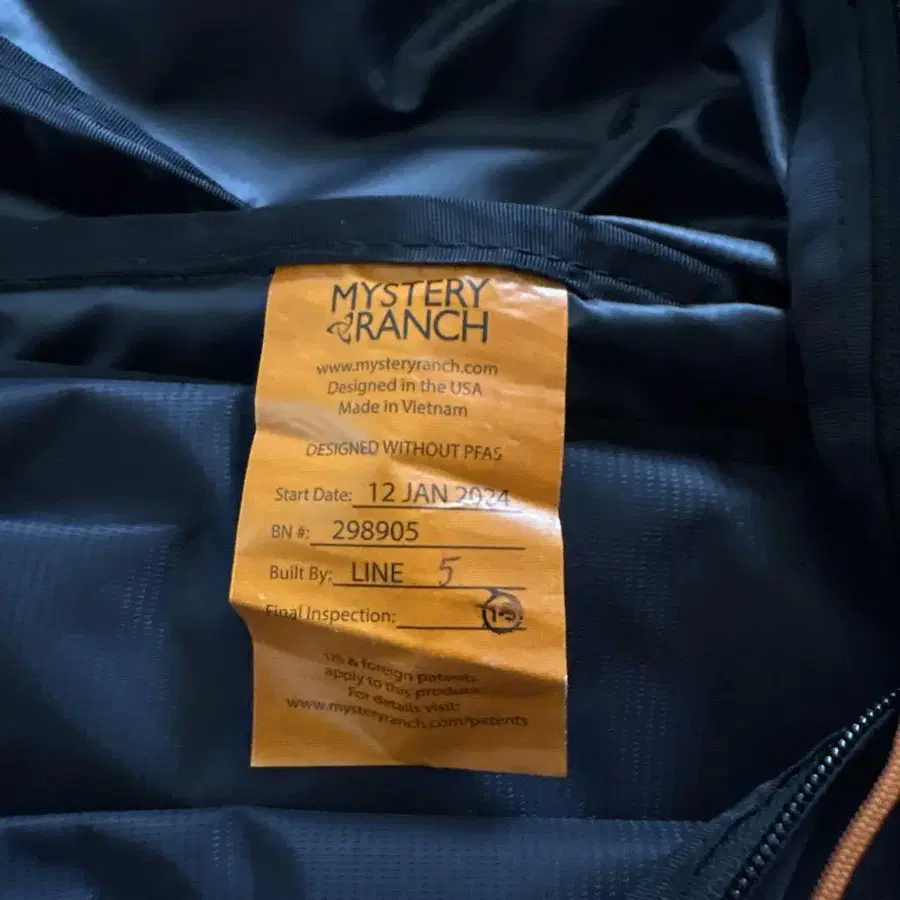 MYSTERY
RANCH
www.mysteryranch.com
Designed in the USA
Made in Vietnam
DESIGNED WITHOUT PFAS
Start Date: 12 JAN 2024
BN #: 298905
Built By: LINE 5
Final Inspection:
US & foreign patents
apply to this product
For details visit:
www.mysteryranch.com/patents